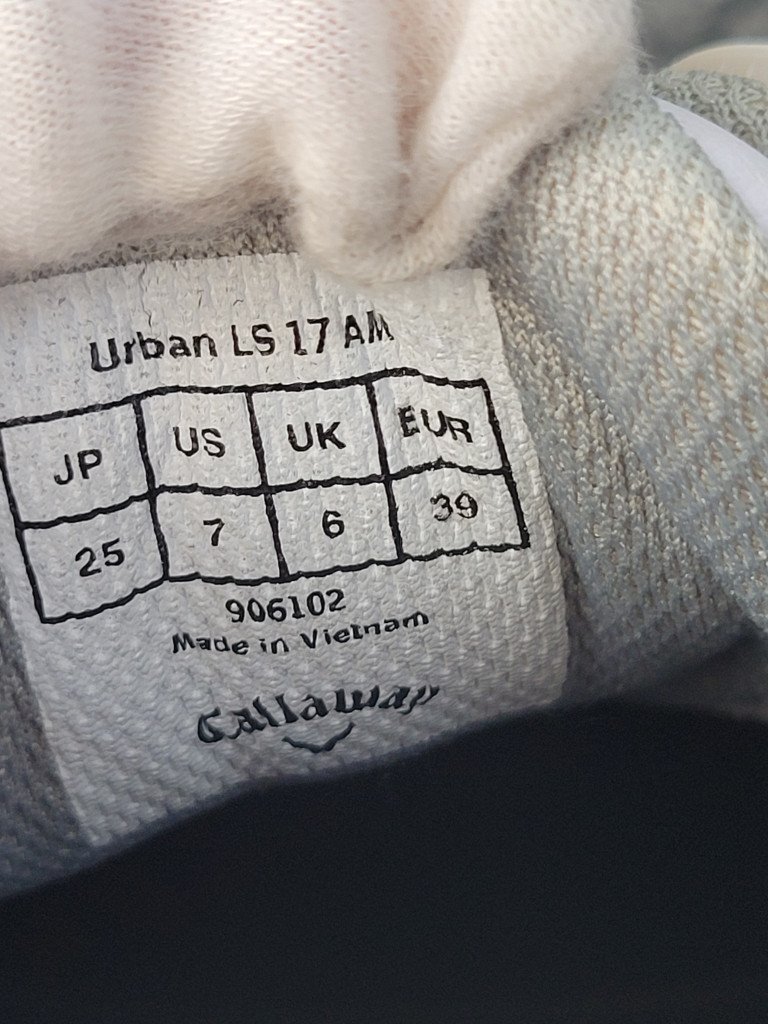 Urban LS 17 AM
JP US UK EUR
25 7 6 39
906102
Made in Vietnam
Callaway